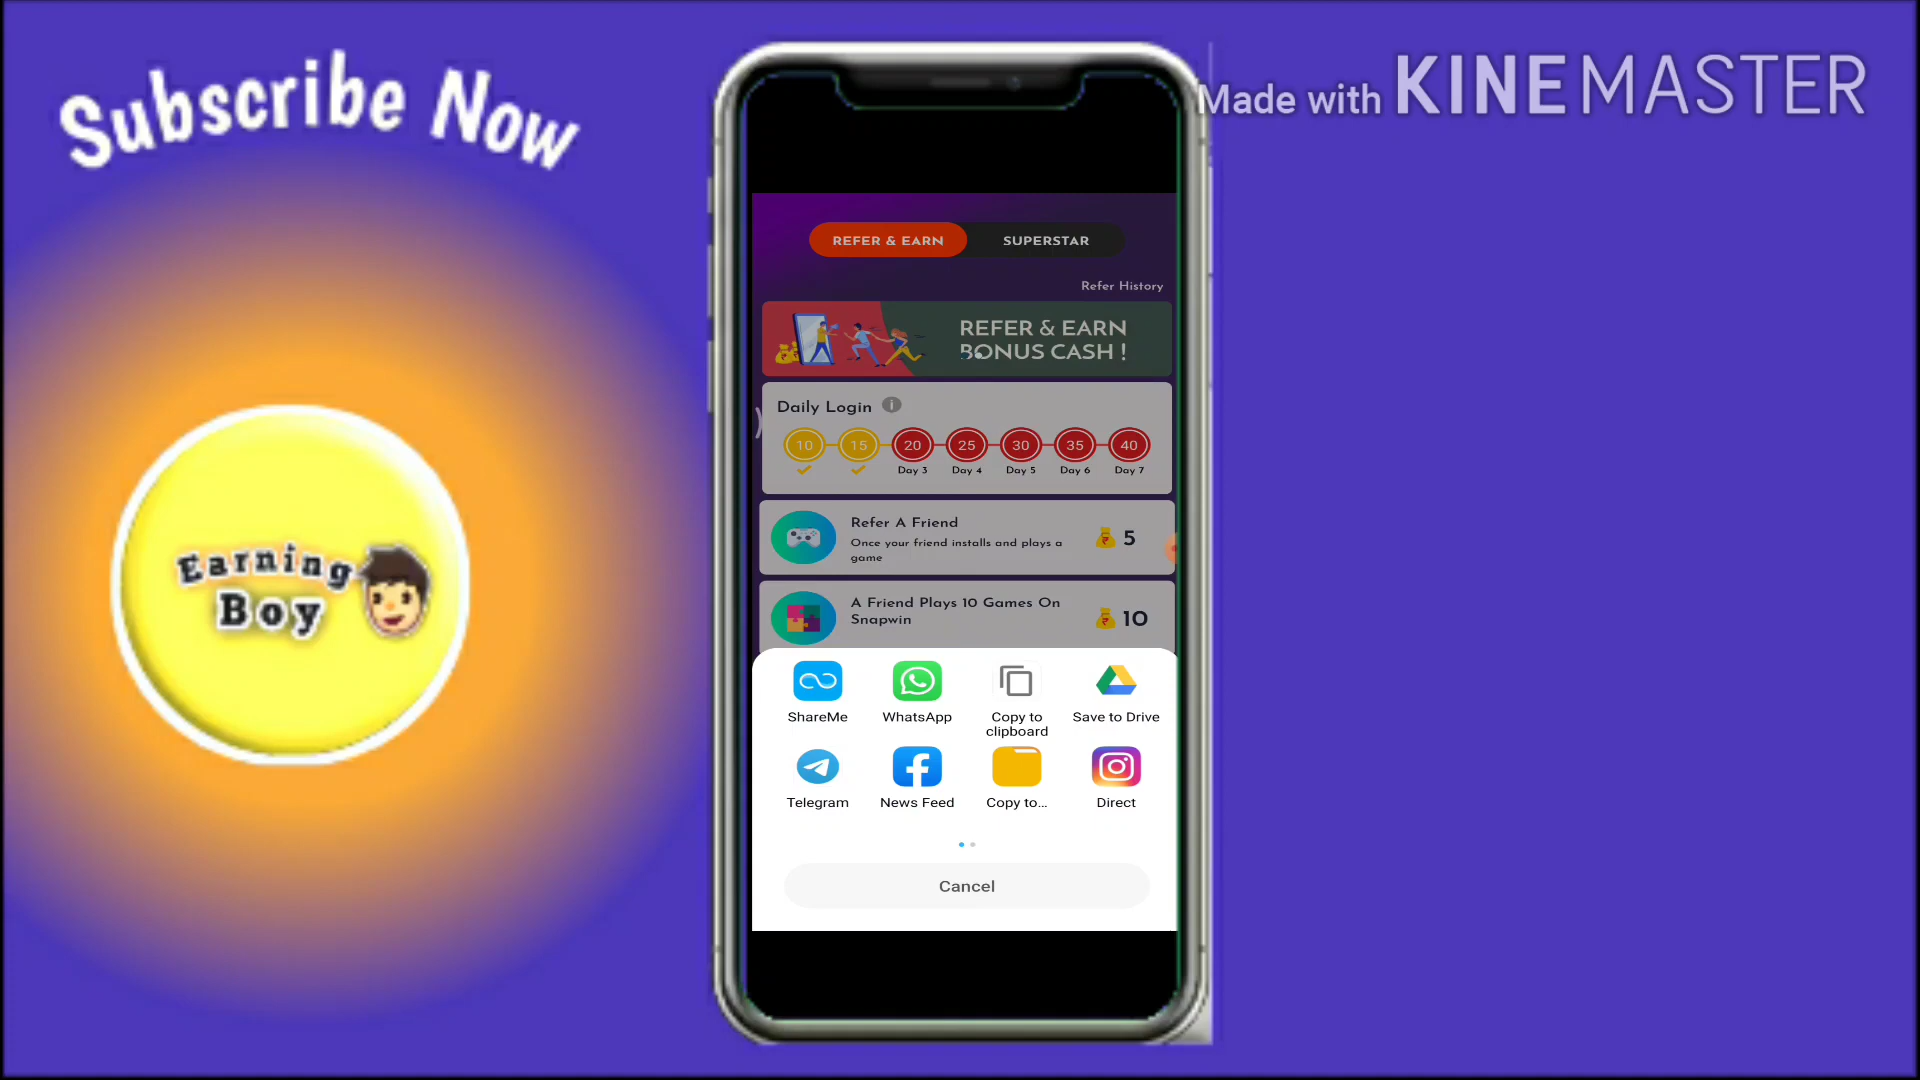 Subscribe Now
Made with KINEMASTER
Earning
Boy
REFER & EARN
SUPERSTAR
Refer History
REFER & EARN
BONUS CASH !
Daily Login
10 15 20 25 30 35 40
Day 3 Day 4 Day 5 Day 6 Day 7
Refer A Friend
Once your friend installs and plays a
game
5
A Friend Plays 10 Games On
Snapwin
10
ShareMe
WhatsApp
Copy to
clipboard
Save to Drive
Telegram
News Feed
Copy to...
Direct
Cancel